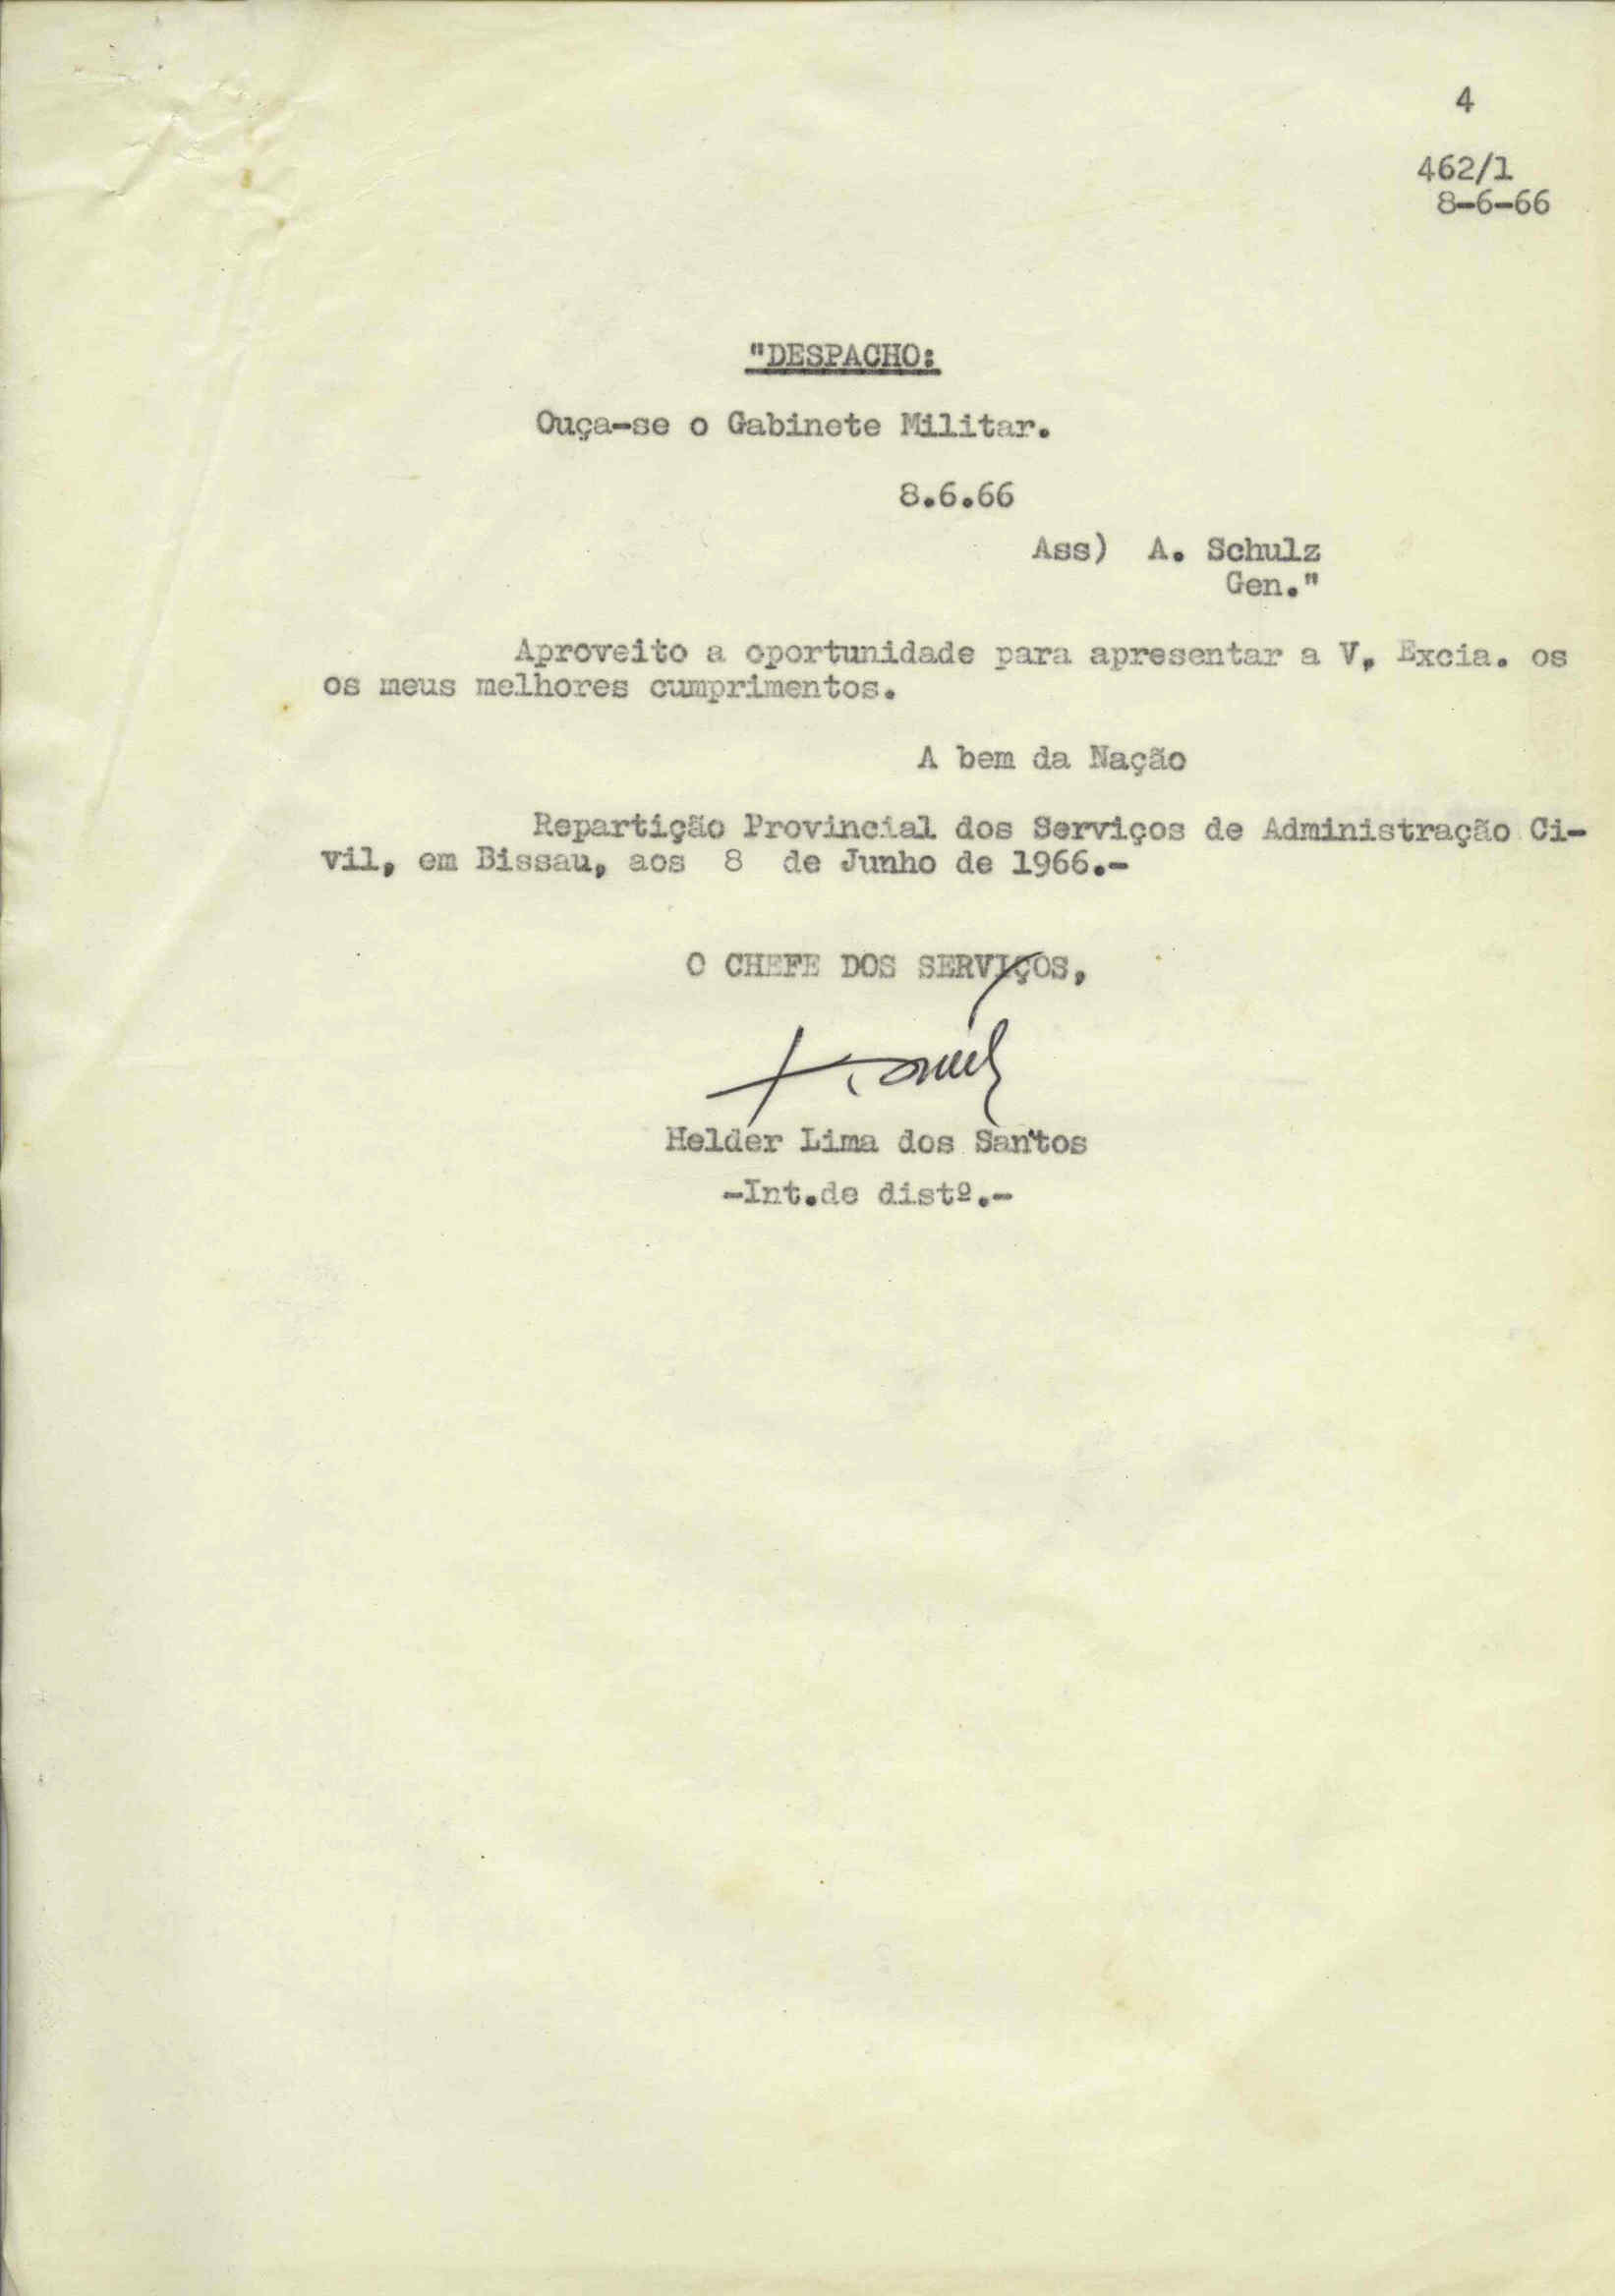 4
462/1
8-6-66
"DESPACHO:
Ouça-se o Gabinete Militar.
8.6.66
Ass) A. Schulz
Gen."
Aproveito a oportunidade para apresentar a V, Excia. os
os meus melhores cumprimentos.
A bem da Nação
Repartição Provincial dos Serviços de Administração Ci-
vil, em Bissau, aos 8 de Junho de 1966.-
O CHEFE DOS SERVIÇOS,
Helder Lima dos Santos
-Int.de distº.-